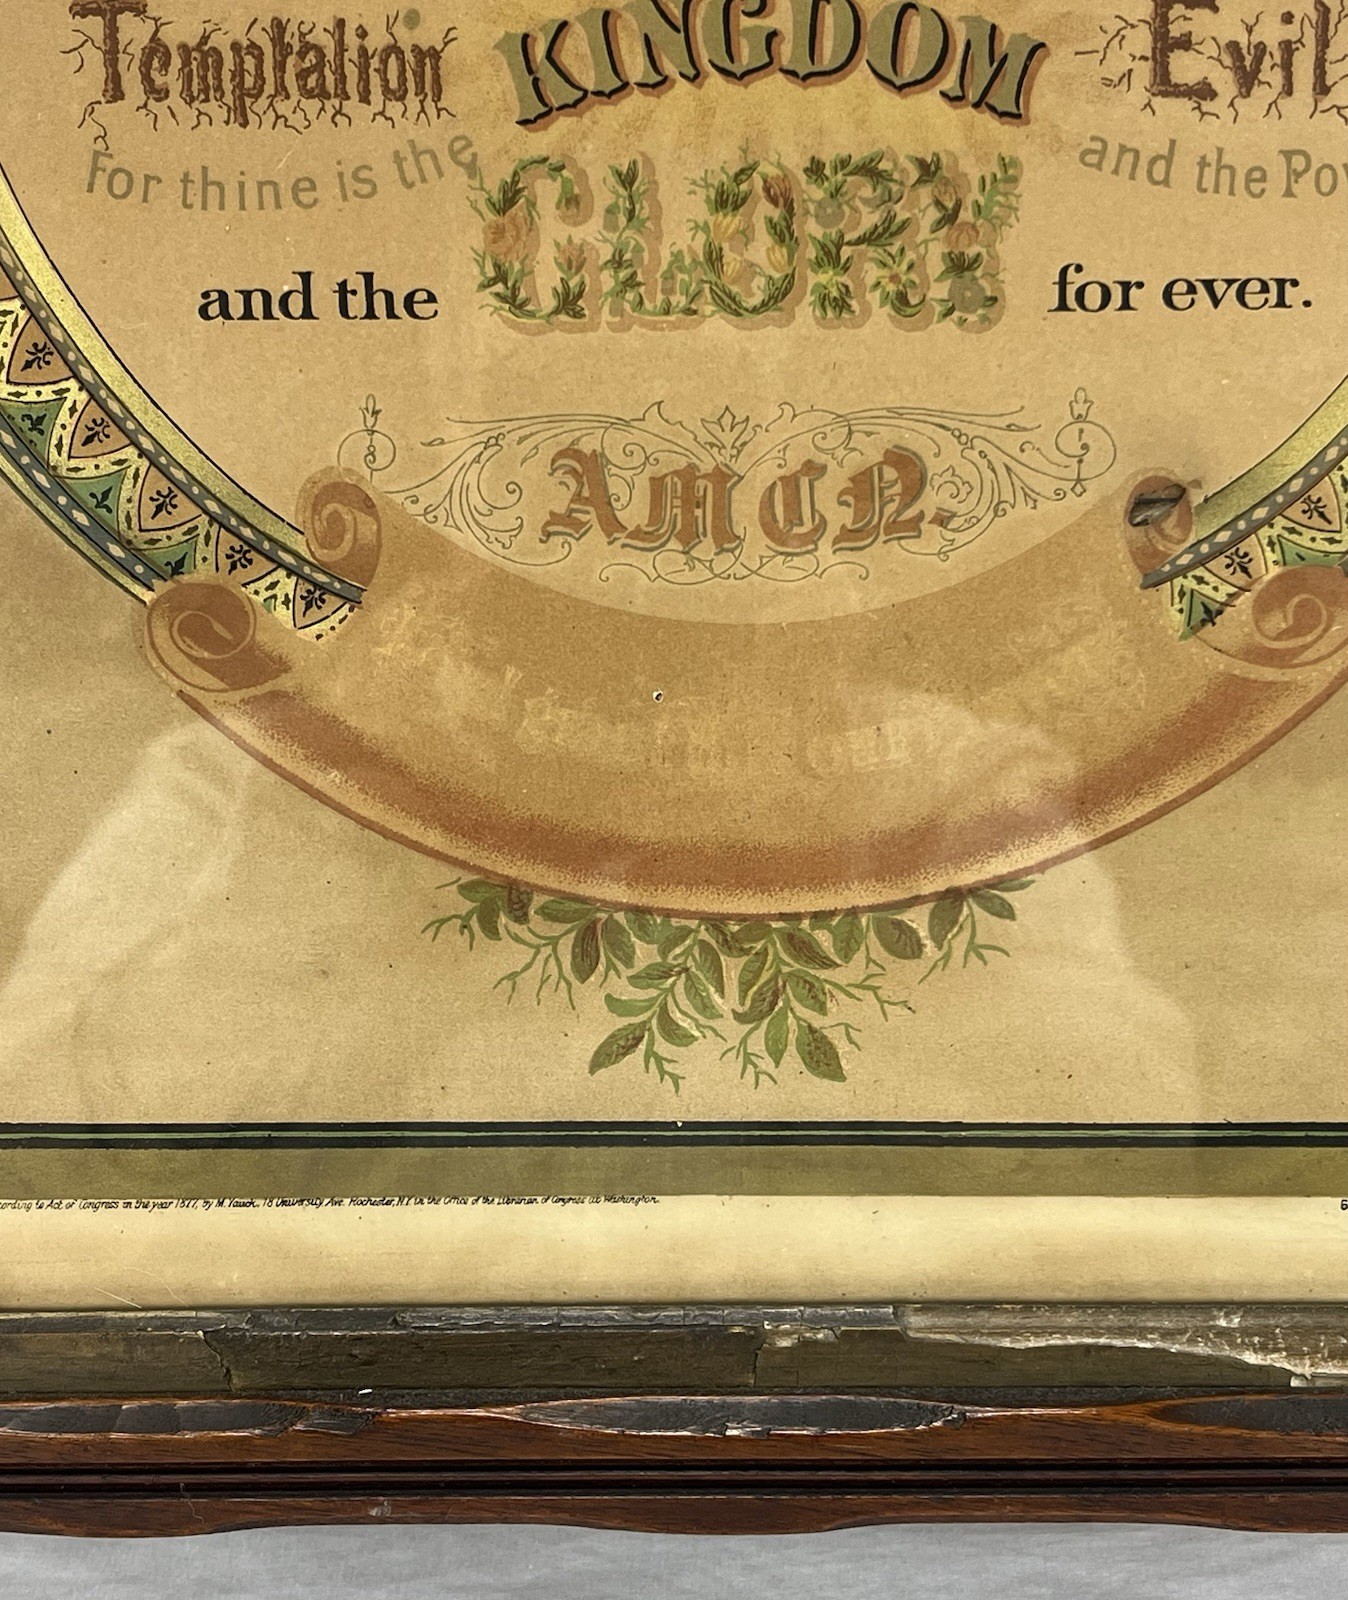 Temptation KINGDOM Evil
For thine is the and the Pow
and the GLORY for ever.
AMEN.
cording to Act of Congress in the year 1877, by M. Vauck, 78 University Ave. Rochester, N.Y. in the Office of the Librarian of Congress at Washington.